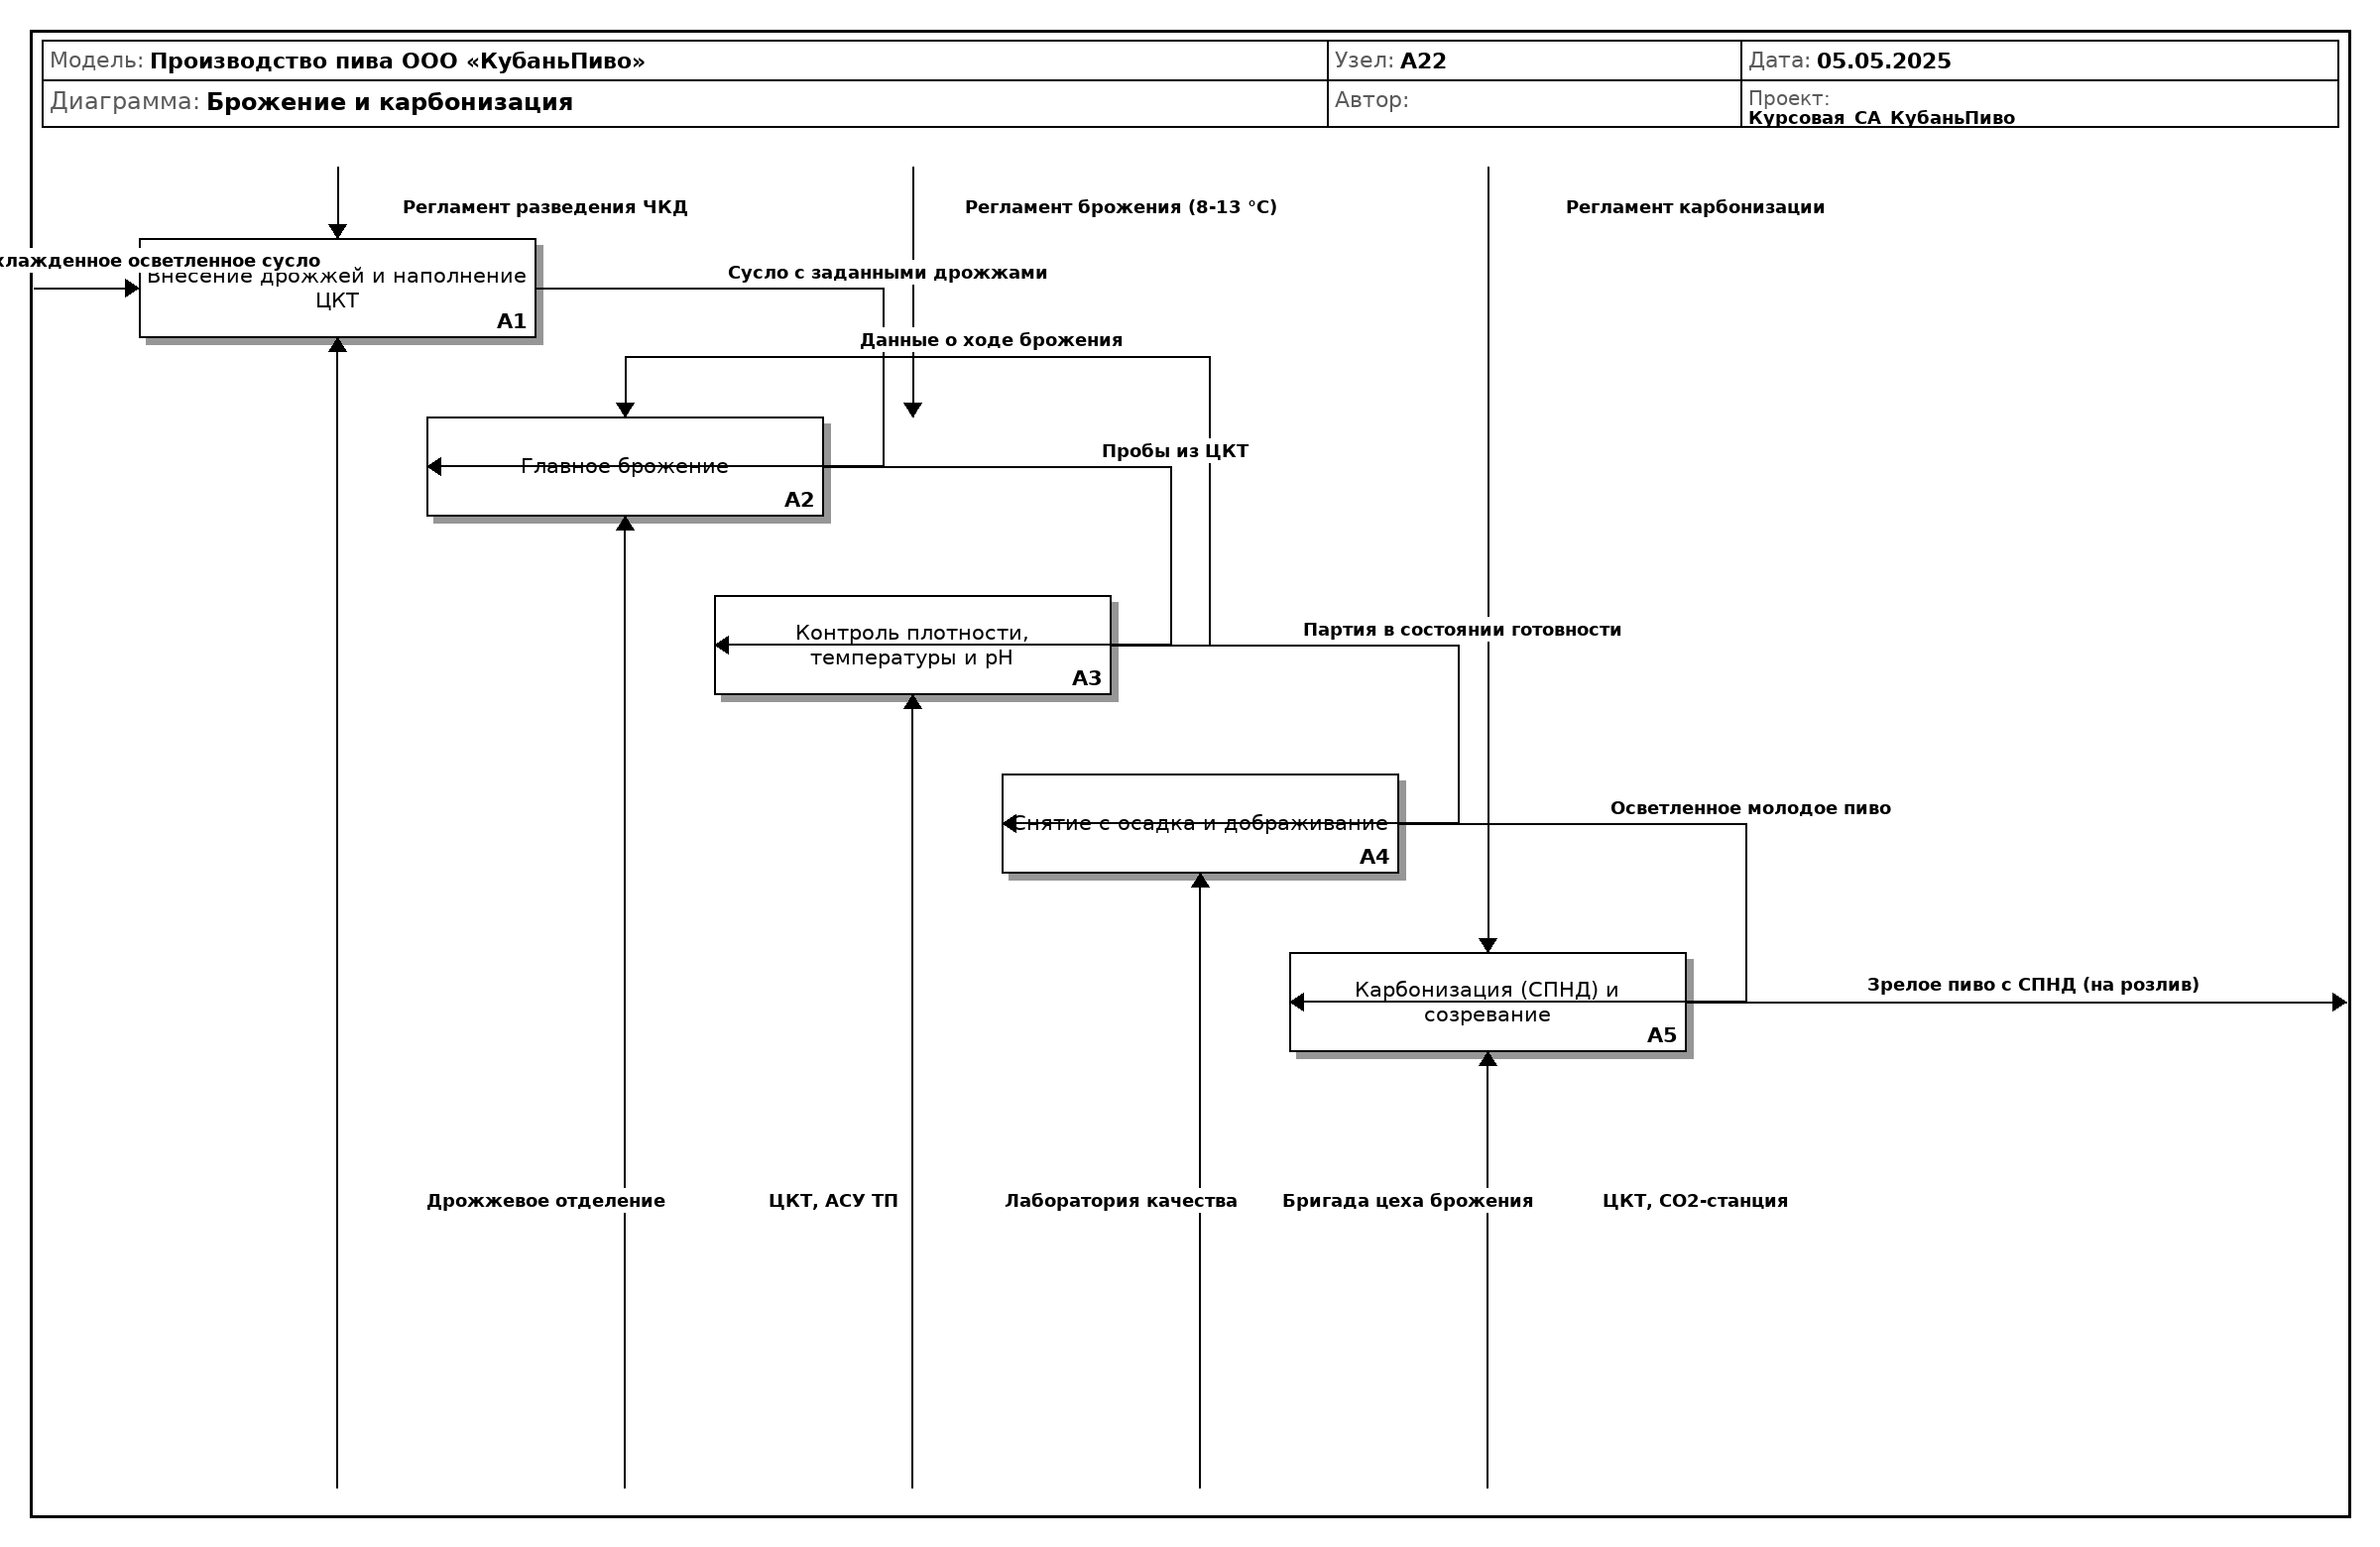 Модель: Производство пива ООО «КубаньПиво»
Узел: A22
Дата: 05.05.2025
Диаграмма: Брожение и карбонизация
Автор:
Проект:
Курсовая_СА_КубаньПиво
Регламент разведения ЧКД
Регламент брожения (8-13 °C)
Регламент карбонизации
хлажденное осветленное сусло
Внесение дрожжей и наполнение
ЦКТ
A1
Сусло с заданными дрожжами
Данные о ходе брожения
Главное брожение
A2
Пробы из ЦКТ
Контроль плотности,
температуры и pH
A3
Партия в состоянии готовности
Снятие с осадка и дображивание
A4
Осветленное молодое пиво
Карбонизация (СПНД) и
созревание
A5
Зрелое пиво с СПНД (на розлив)
Дрожжевое отделение
ЦКТ, АСУ ТП
Лаборатория качества
Бригада цеха брожения
ЦКТ, CO2-станция